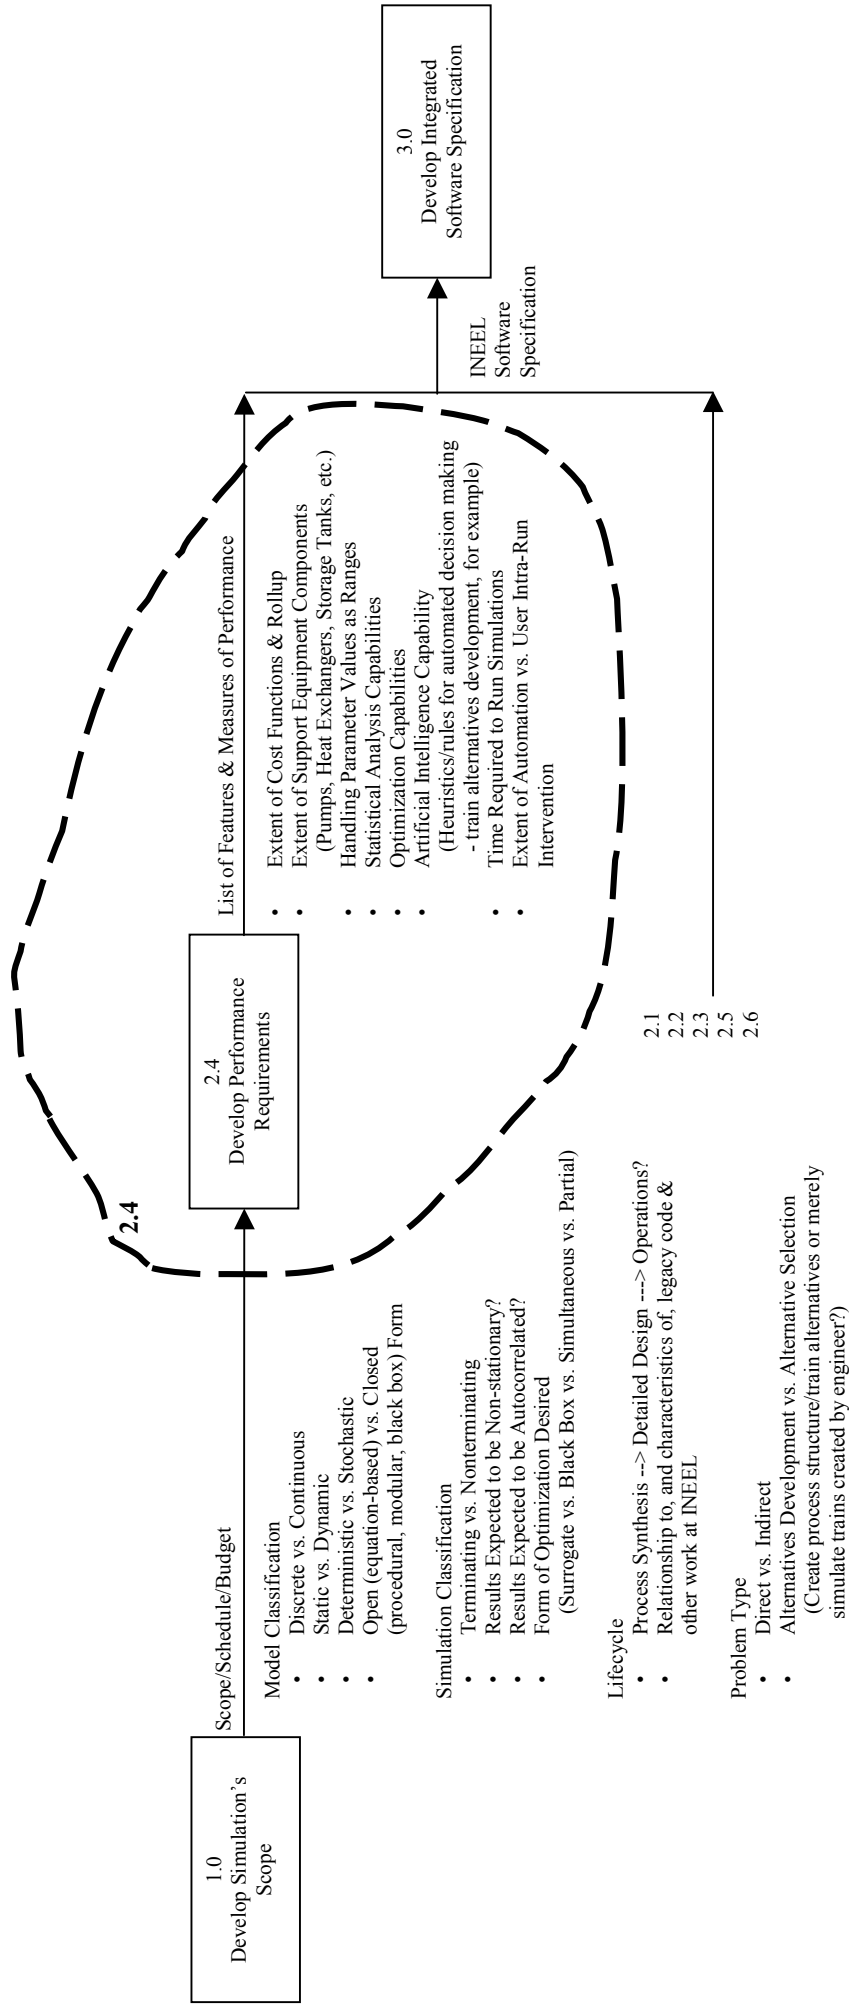 1.0
Develop Simulation's
Scope
Scope/Schedule/Budget
Model Classification
• Discrete vs. Continuous
• Static vs. Dynamic
• Deterministic vs. Stochastic
• Open (equation-based) vs. Closed
(procedural, modular, black box) Form
Simulation Classification
• Terminating vs. Nonterminating
• Results Expected to be Non-stationary?
• Results Expected to be Autocorrelated?
• Form of Optimization Desired
(Surrogate vs. Black Box vs. Simultaneous vs. Partial)
Lifecycle
• Process Synthesis --> Detailed Design ---> Operations?
• Relationship to, and characteristics of, legacy code &
other work at INEEL
Problem Type
• Direct vs. Indirect
• Alternatives Development vs. Alternative Selection
(Create process structure/train alternatives or merely
simulate trains created by engineer?)
2.4
2.4
Develop Performance
Requirements
List of Features & Measures of Performance
• Extent of Cost Functions & Rollup
• Extent of Support Equipment Components
(Pumps, Heat Exchangers, Storage Tanks, etc.)
• Handling Parameter Values as Ranges
• Statistical Analysis Capabilities
• Optimization Capabilities
• Artificial Intelligence Capability
(Heuristics/rules for automated decision making
- train alternatives development, for example)
• Time Required to Run Simulations
• Extent of Automation vs. User Intra-Run
Intervention
2.1
2.2
2.3
2.5
2.6
INEEL
Software
Specification
3.0
Develop Integrated
Software Specification